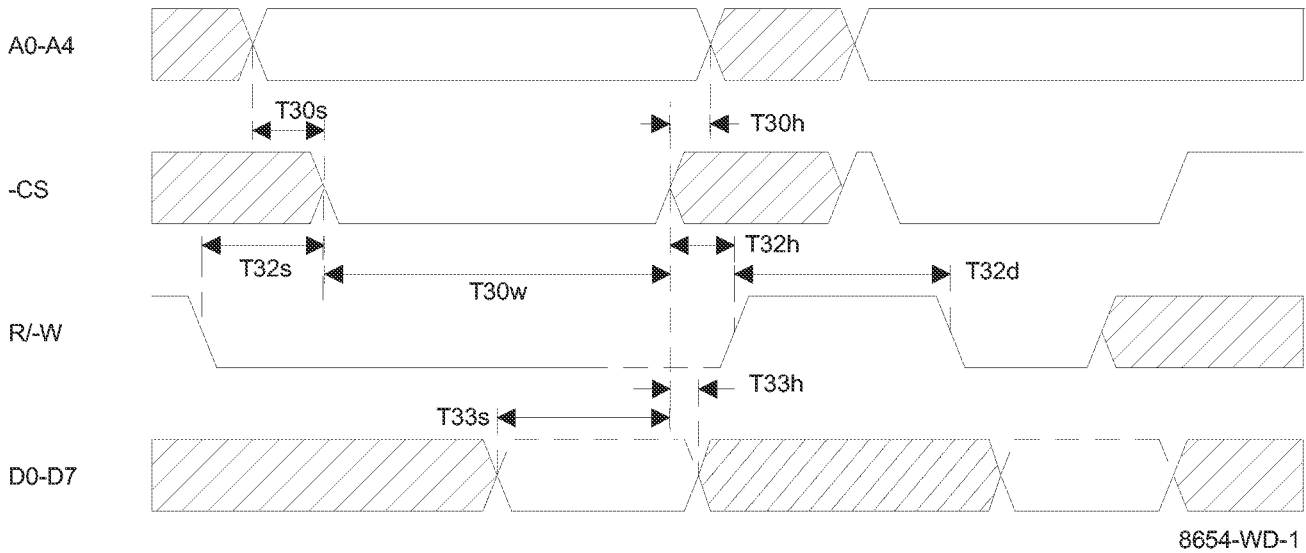 A0-A4
T30s
T30h
-CS
T32s
T32h
T30w
T32d
R/-W
T33h
T33s
D0-D7
8654-WD-1